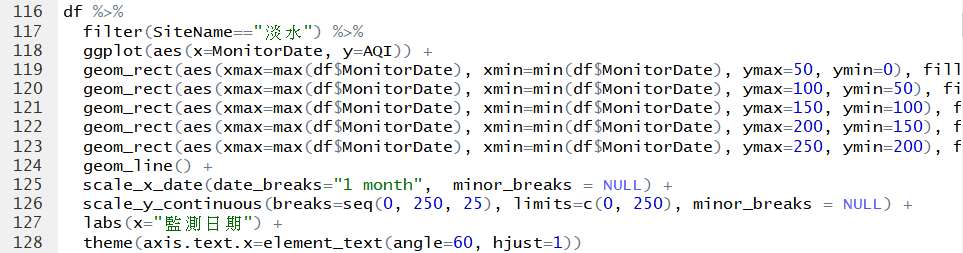 116 df %>%
117 filter(SiteName=="淡水") %>%
118 ggplot(aes(x=MonitorDate, y=AQI)) +
119 geom_rect(aes(xmax=max(df$MonitorDate), xmin=min(df$MonitorDate), ymax=50, ymin=0), fill
120 geom_rect(aes(xmax=max(df$MonitorDate), xmin=min(df$MonitorDate), ymax=100, ymin=50), fi
121 geom_rect(aes(xmax=max(df$MonitorDate), xmin=min(df$MonitorDate), ymax=150, ymin=100), f
122 geom_rect(aes(xmax=max(df$MonitorDate), xmin=min(df$MonitorDate), ymax=200, ymin=150), f
123 geom_rect(aes(xmax=max(df$MonitorDate), xmin=min(df$MonitorDate), ymax=250, ymin=200), f
124 geom_line() +
125 scale_x_date(date_breaks="1 month",  minor_breaks = NULL) +
126 scale_y_continuous(breaks=seq(0, 250, 25), limits=c(0, 250), minor_breaks = NULL) +
127 labs(x="監測日期") +
128 theme(axis.text.x=element_text(angle=60, hjust=1))